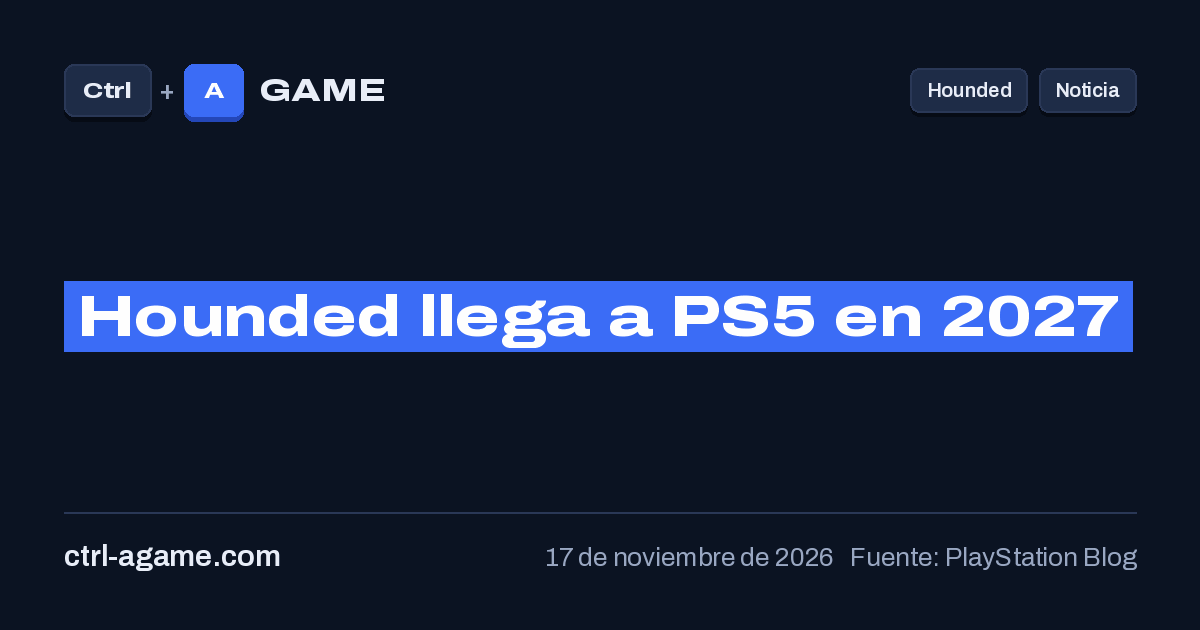 Ctrl + A GAME
Hounded Noticia
Hounded llega a PS5 en 2027
ctrl-agame.com
17 de noviembre de 2026 Fuente: PlayStation Blog